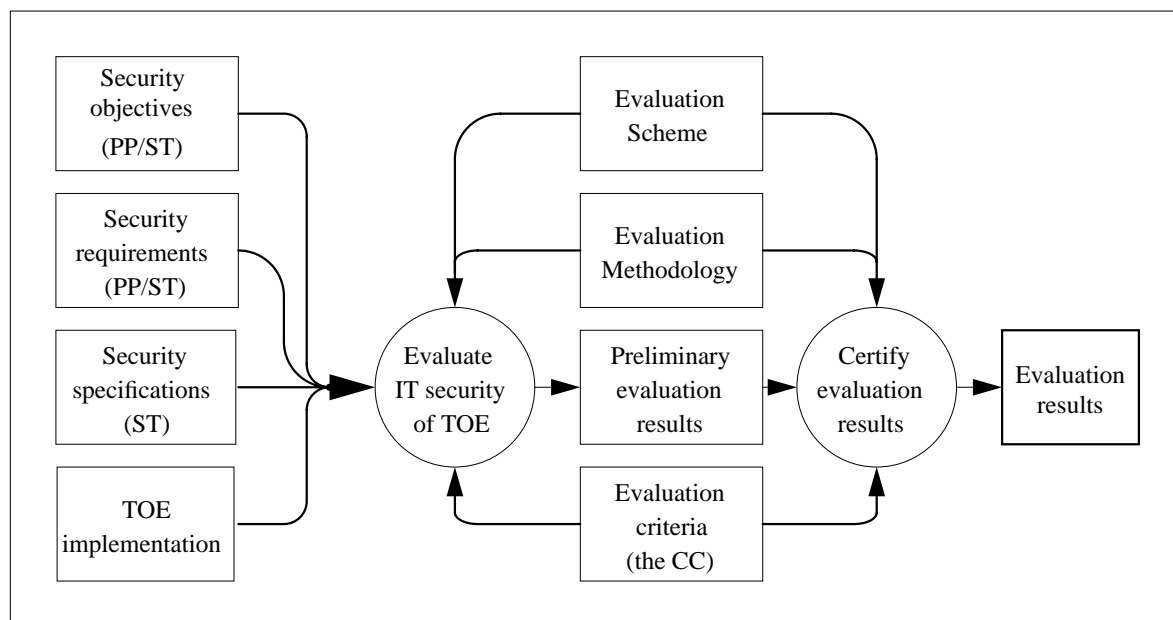 Security
objectives
(PP/ST)
Security
requirements
(PP/ST)
Security
specifications
(ST)
TOE
implementation
Evaluate
IT security
of TOE
Evaluation
Scheme
Evaluation
Methodology
Preliminary
evaluation
results
Evaluation
criteria
(the CC)
Certify
evaluation
results
Evaluation
results